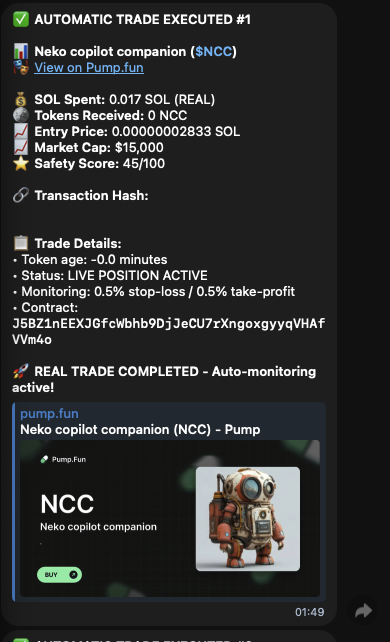 ✅ AUTOMATIC TRADE EXECUTED #1
📊 Neko copilot companion ($NCC)
🎭 View on Pump.fun
💰 SOL Spent: 0.017 SOL (REAL)
🪙 Tokens Received: 0 NCC
📈 Entry Price: 0.00000002833 SOL
📈 Market Cap: $15,000
⭐ Safety Score: 45/100
🔗 Transaction Hash:
📋 Trade Details:
• Token age: -0.0 minutes
• Status: LIVE POSITION ACTIVE
• Monitoring: 0.5% stop-loss / 0.5% take-profit
• Contract:
J5BZ1nEEXJGfcWbhb9DjJeCU7rXngoxgyyqVHAf
VVm4o
🚀 REAL TRADE COMPLETED - Auto-monitoring
active!
pump.fun
Neko copilot companion (NCC) - Pump
Pump.Fun
NCC
Neko copilot companion
BUY
01:49